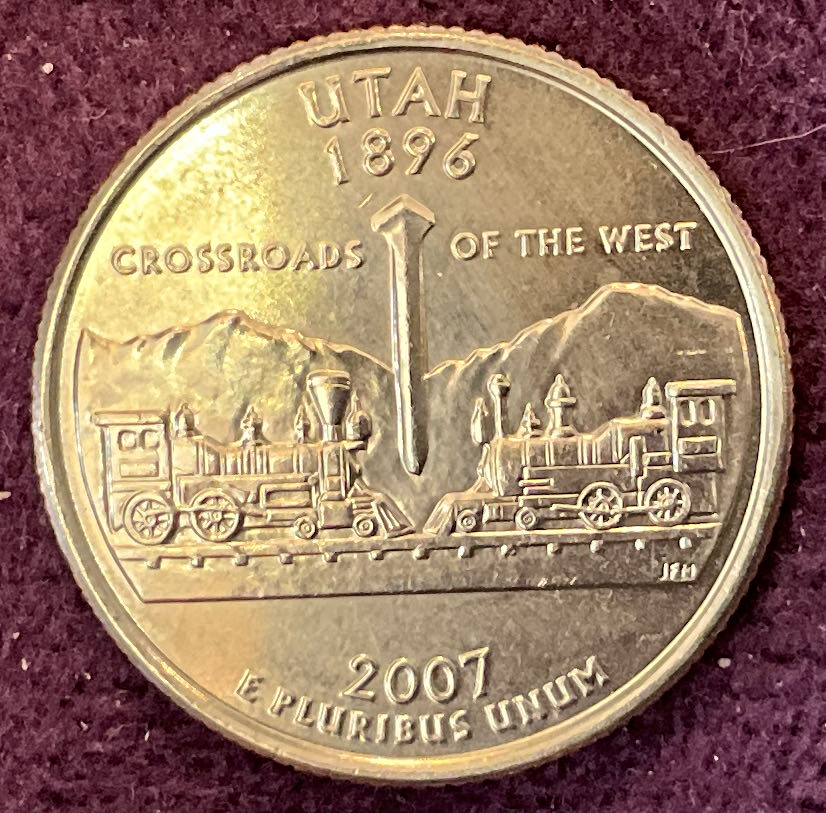 UTAH
1896
CROSSROADS OF THE WEST
JFM
2007
E PLURIBUS UNUM